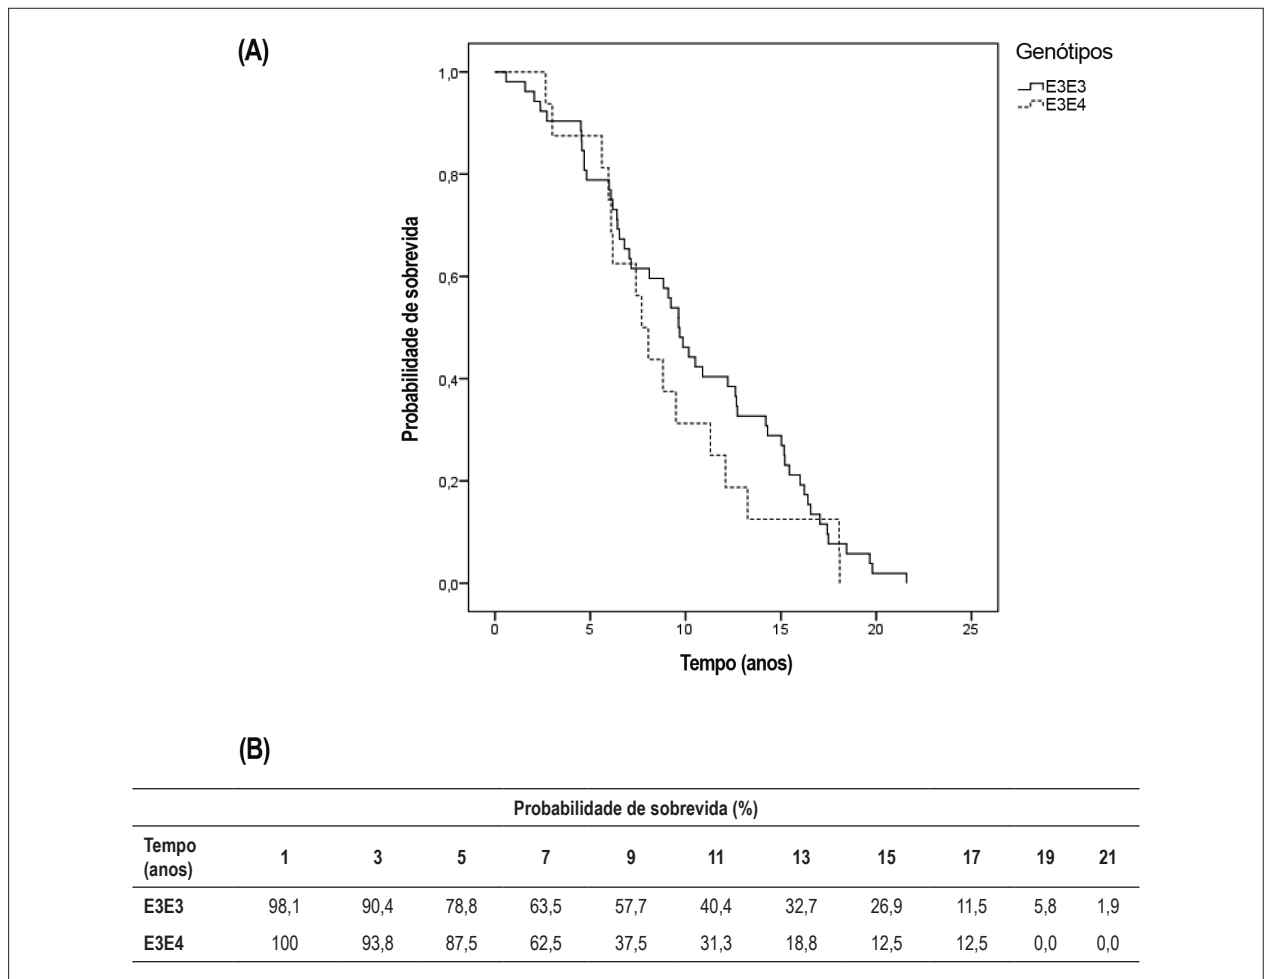 (A)
Genótipos
E3E3
E3E4
Probabilidade de sobrevida
1,0
0,8
0,6
0,4
0,2
0,0
0 5 10 15 20 25
Tempo (anos)
(B)
Probabilidade de sobrevida (%)
Tempo (anos) 1 3 5 7 9 11 13 15 17 19 21
E3E3 98,1 90,4 78,8 63,5 57,7 40,4 32,7 26,9 11,5 5,8 1,9
E3E4 100 93,8 87,5 62,5 37,5 31,3 18,8 12,5 12,5 0,0 0,0